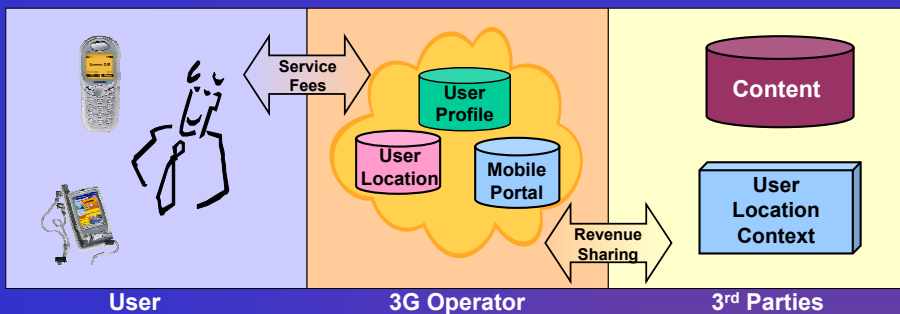 Service
Fees
User
Profile
User
Location
Mobile
Portal
Revenue
Sharing
Content
User
Location
Context
User
3G Operator
3rd Parties